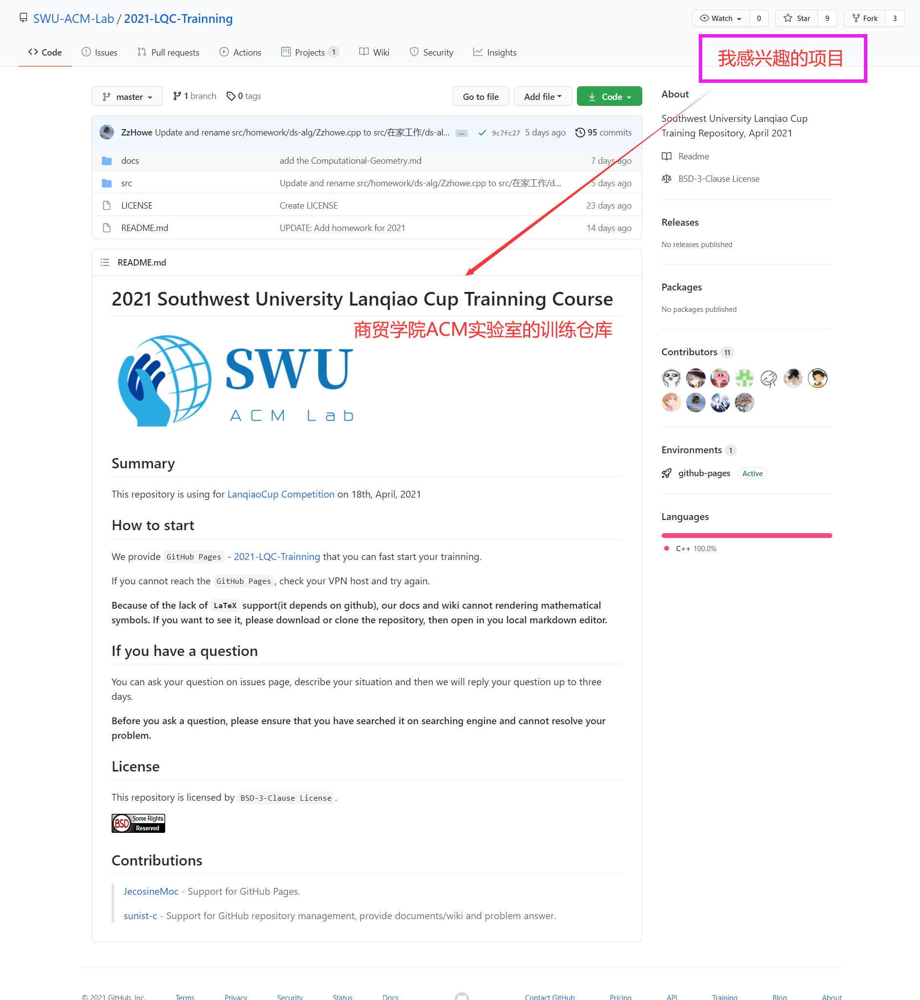 SWU-ACM-Lab / 2021-LQC-Trainning
Watch 0 Star 9 Fork 3
Code Issues Pull requests Actions Projects 1 Wiki Security Insights
我感兴趣的项目
master 1 branch 0 tags Go to file Add file Code
ZzHowe Update and rename src/homework/ds-alg/Zzhowe.cpp to src/在家工作/ds-al... ... 9c7fc27 5 days ago 95 commits
docs add the Computational-Geometry.md 7 days ago
src Update and rename src/homework/ds-alg/Zzhowe.cpp to src/在家工作/d... 5 days ago
LICENSE Create LICENSE 23 days ago
README.md UPDATE: Add homework for 2021 14 days ago
README.md
2021 Southwest University Lanqiao Cup Trainning Course
商贸学院ACM实验室的训练仓库
SWU
ACM Lab
Summary
This repository is using for LanqiaoCup Competition on 18th, April, 2021
How to start
We provide GitHub Pages - 2021-LQC-Trainning that you can fast start your trainning.
If you cannot reach the GitHub Pages, check your VPN host and try again.
Because of the lack of LaTeX support(it depends on github), our docs and wiki cannot rendering mathematical
symbols. If you want to see it, please download or clone the repository, then open in you local markdown editor.
If you have a question
You can ask your question on issues page, describe your situation and then we will reply your question up to three
days.
Before you ask a question, please ensure that you have searched it on searching engine and cannot resolve your
problem.
License
This repository is licensed by BSD-3-Clause License.
BSD Some Rights
Reserved
Contributions
JecosineMoc - Support for GitHub Pages.
sunist-c - Support for GitHub repository management, provide documents/wiki and problem answer.
About
Southwest University Lanqiao Cup
Training Repository, April 2021
Readme
BSD-3-Clause License
Releases
No releases published
Packages
No packages published
Contributors 11
Environments 1
github-pages Active
Languages
C++ 100.0%
© 2021 GitHub, Inc. Terms Privacy Security Status Docs Contact GitHub Pricing API Training Blog About